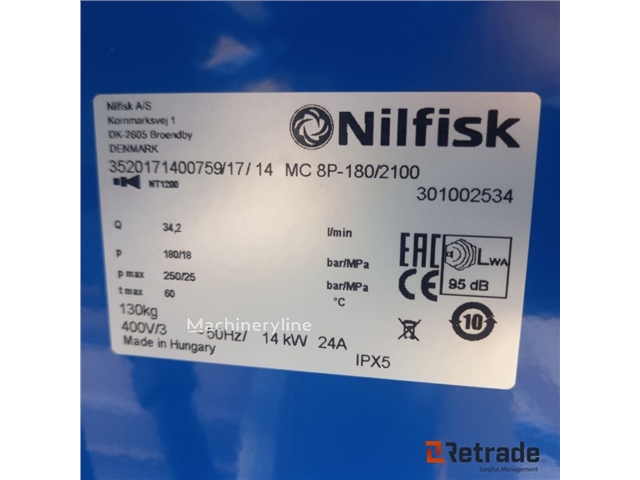 Nilfisk A/S
Kornmarksvej 1
DK-2605 Broendby
DENMARK
Nilfisk
3520171400759/17/14 MC 8P-180/2100
NT1200
301002534
Q 34,2 l/min
p 180/18 bar/MPa
p max 250/25 bar/MPa
t max 60 °C
EAC
CE
LWA
95 dB
130kg
400V/3 ~50Hz/ 14 kW 24A
Made in Hungary
IPX5
10
Machineryline
Retrade
Surplus Management